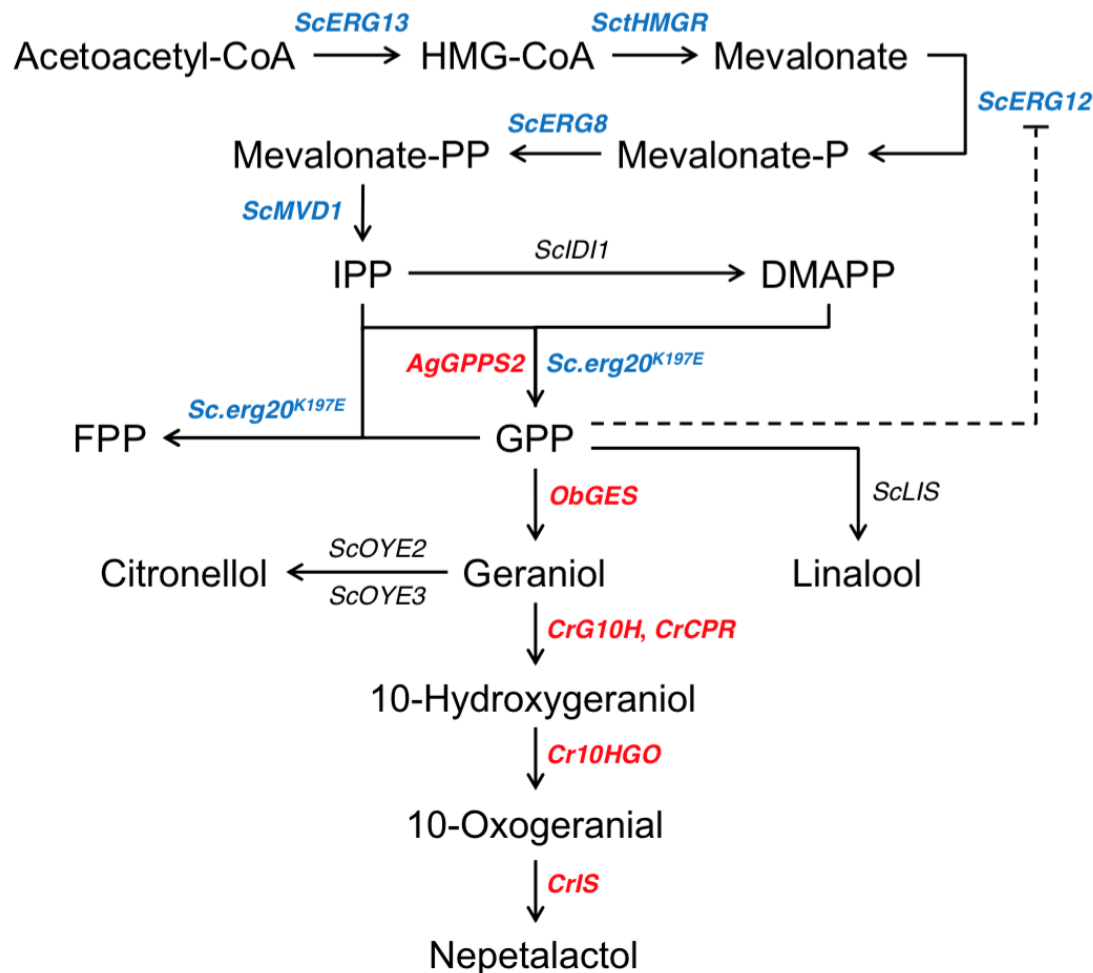 ScERG13
SctHMGR
Acetoacetyl-CoA
HMG-CoA
Mevalonate
ScERG12
ScERG8
Mevalonate-PP
Mevalonate-P
ScMVD1
ScIDI1
IPP
DMAPP
AgGPPS2
Sc.erg20K197E
Sc.erg20K197E
FPP
GPP
ObGES
ScLIS
ScOYE2
Citronellol
Geraniol
Linalool
ScOYE3
CrG10H, CrCPR
10-Hydroxygeraniol
Cr10HGO
10-Oxogeranial
CrIS
Nepetalactol